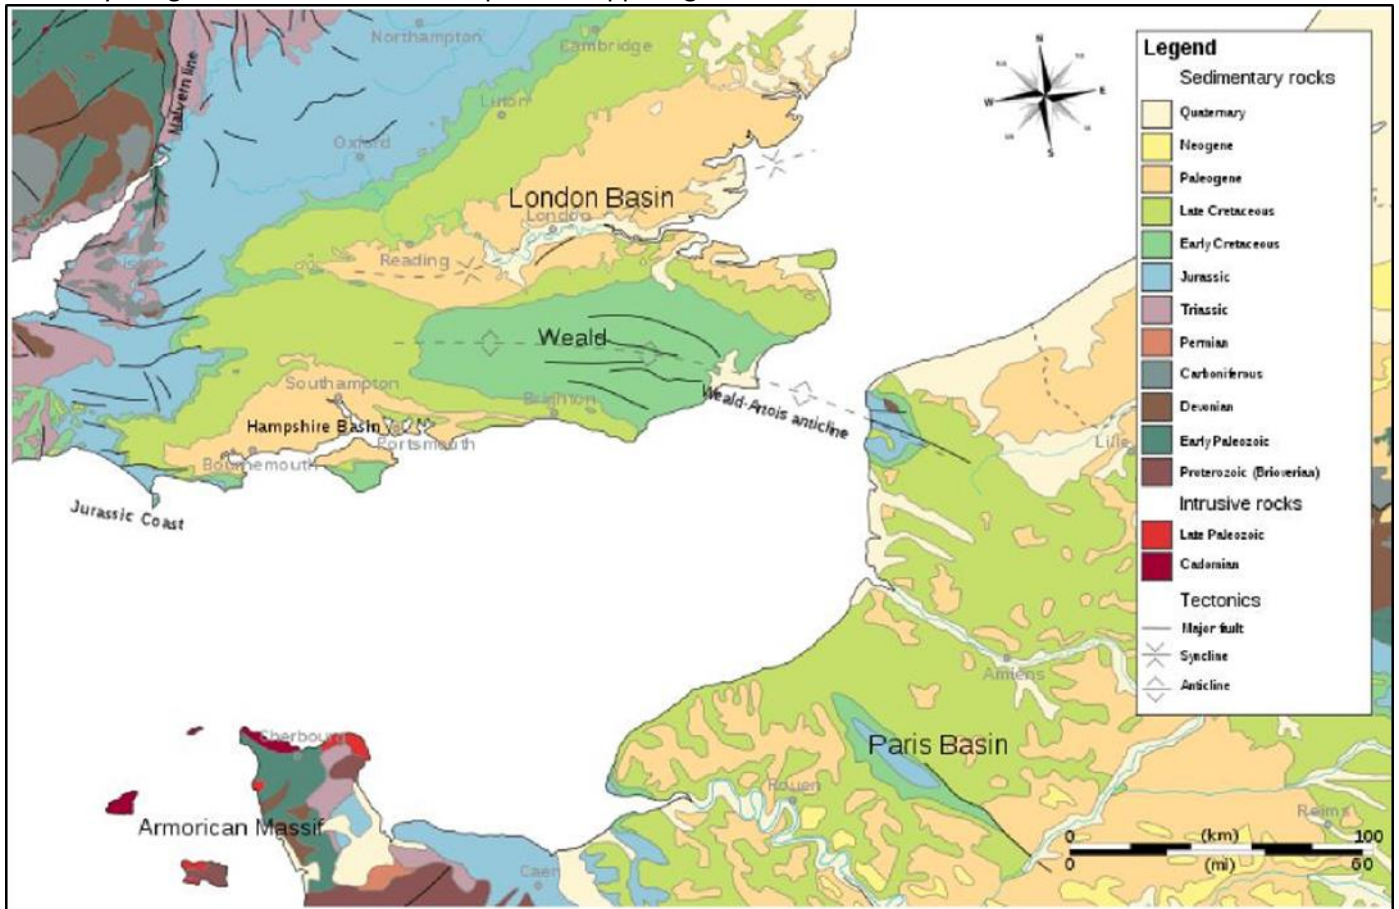 Northampton
Cambridge
Malvern line
Luton
Oxford
London Basin
London
Reading
Weald
Southampton
Brighton
Weald-Artois anticline
Hampshire Basin
Portsmouth
Bournemouth
Jurassic Coast
Lille
Amiens
Cherbourg
Paris Basin
Rouen
Armorican Massif
Reims
Caen
N
W
E
S
Legend
Sedimentary rocks
Quaternary
Neogene
Paleogene
Late Cretaceous
Early Cretaceous
Jurassic
Triassic
Permian
Carboniferous
Devonian
Early Paleozoic
Proterozoic (Brioverian)
Intrusive rocks
Late Paleozoic
Cadomian
Tectonics
Major fault
Syncline
Anticline
0 (km) 100
0 (mi) 60